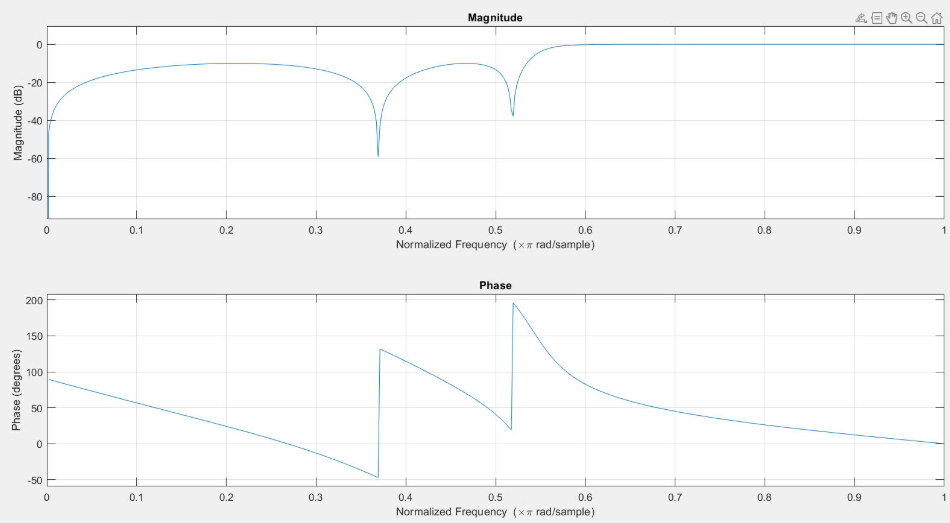 Magnitude
0
-20
-40
-60
-80
Magnitude (dB)
0 0.1 0.2 0.3 0.4 0.5 0.6 0.7 0.8 0.9 1
Normalized Frequency (×π rad/sample)
Phase
200
150
100
50
0
-50
Phase (degrees)
0 0.1 0.2 0.3 0.4 0.5 0.6 0.7 0.8 0.9 1
Normalized Frequency (×π rad/sample)